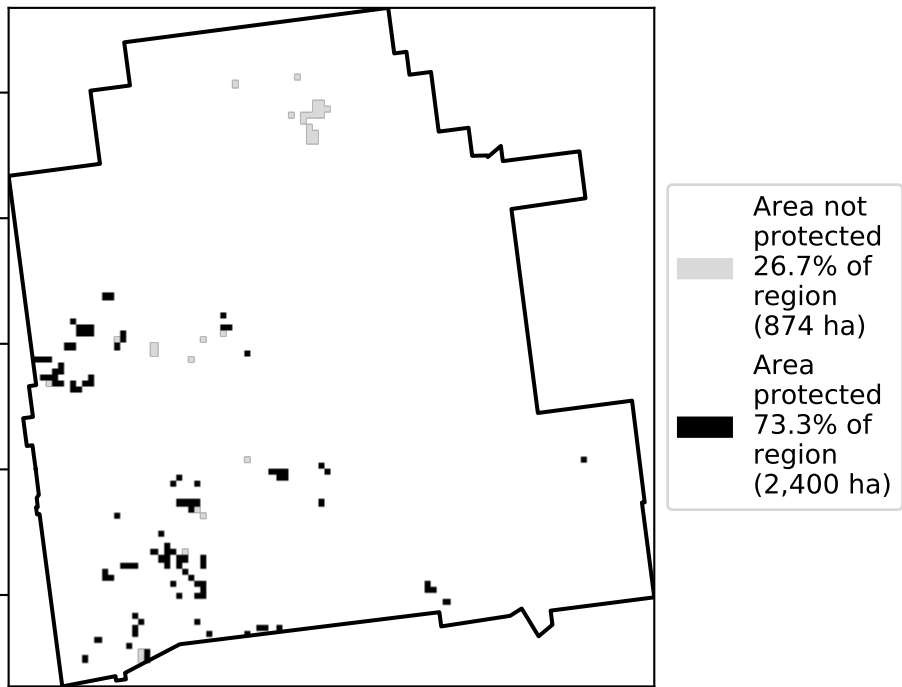 Area not
protected
26.7% of
region
(874 ha)
Area
protected
73.3% of
region
(2,400 ha)